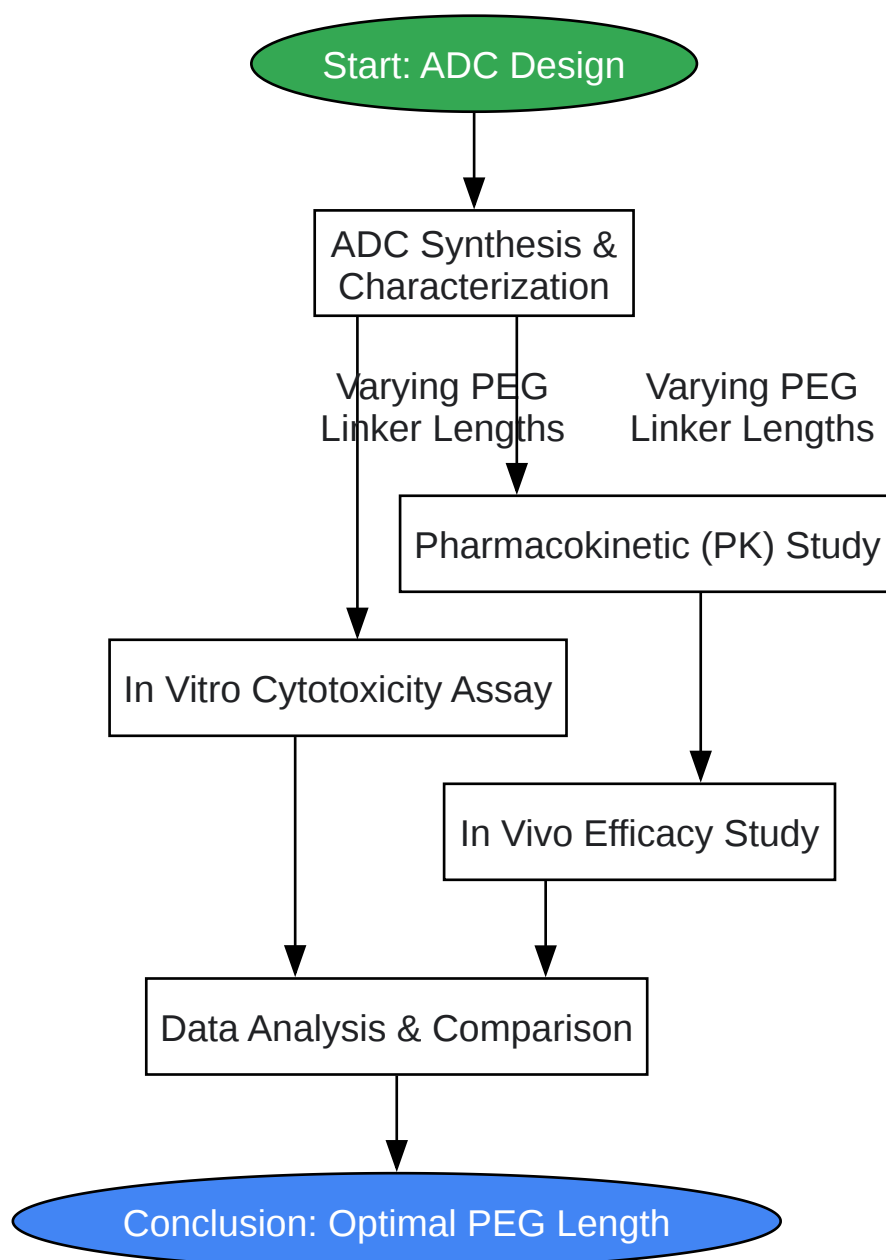 Start: ADC Design
ADC Synthesis &
Characterization
Varying PEG
Linker Lengths
Varying PEG
Linker Lengths
Pharmacokinetic (PK) Study
In Vitro Cytotoxicity Assay
In Vivo Efficacy Study
Data Analysis & Comparison
Conclusion: Optimal PEG Length